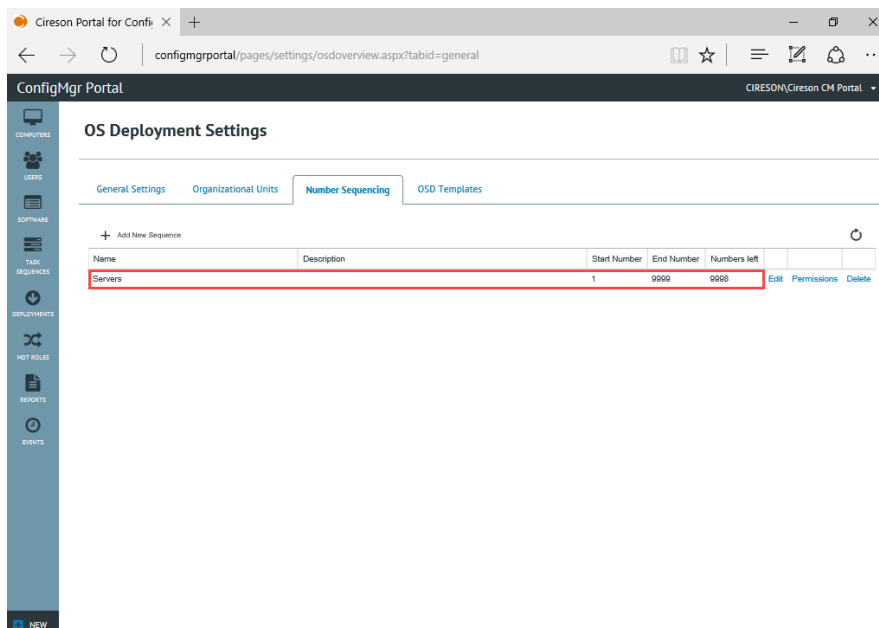 Cireson Portal for Confi
configmgrportal/pages/settings/osdoverview.aspx?tabid=general
ConfigMgr Portal
CIRESON\Cireson CM Portal
COMPUTERS
USERS
SOFTWARE
TASK
SEQUENCES
DEPLOYMENTS
MDT ROLES
REPORTS
EVENTS
NEW
OS Deployment Settings
General Settings Organizational Units Number Sequencing OSD Templates
Add New Sequence
Name Description Start Number End Number Numbers left
Servers 1 9999 9998 Edit Permissions Delete